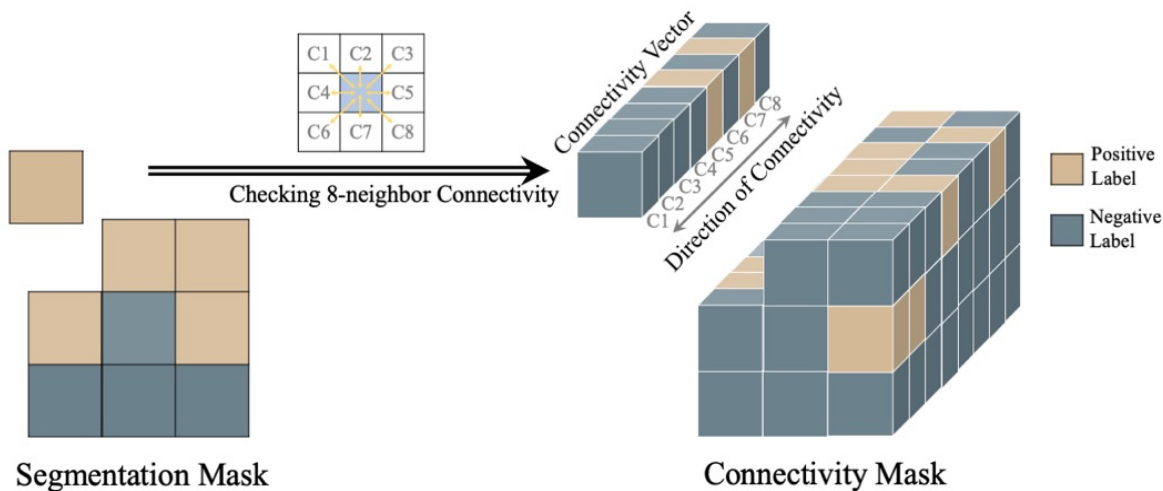 C1 C2 C3
C4 C5
C6 C7 C8
Checking 8-neighbor Connectivity
Connectivity Vector
C1 C2 C3 C4 C5 C6 C7 C8
Direction of Connectivity
Positive
Label
Negative
Label
Segmentation Mask
Connectivity Mask